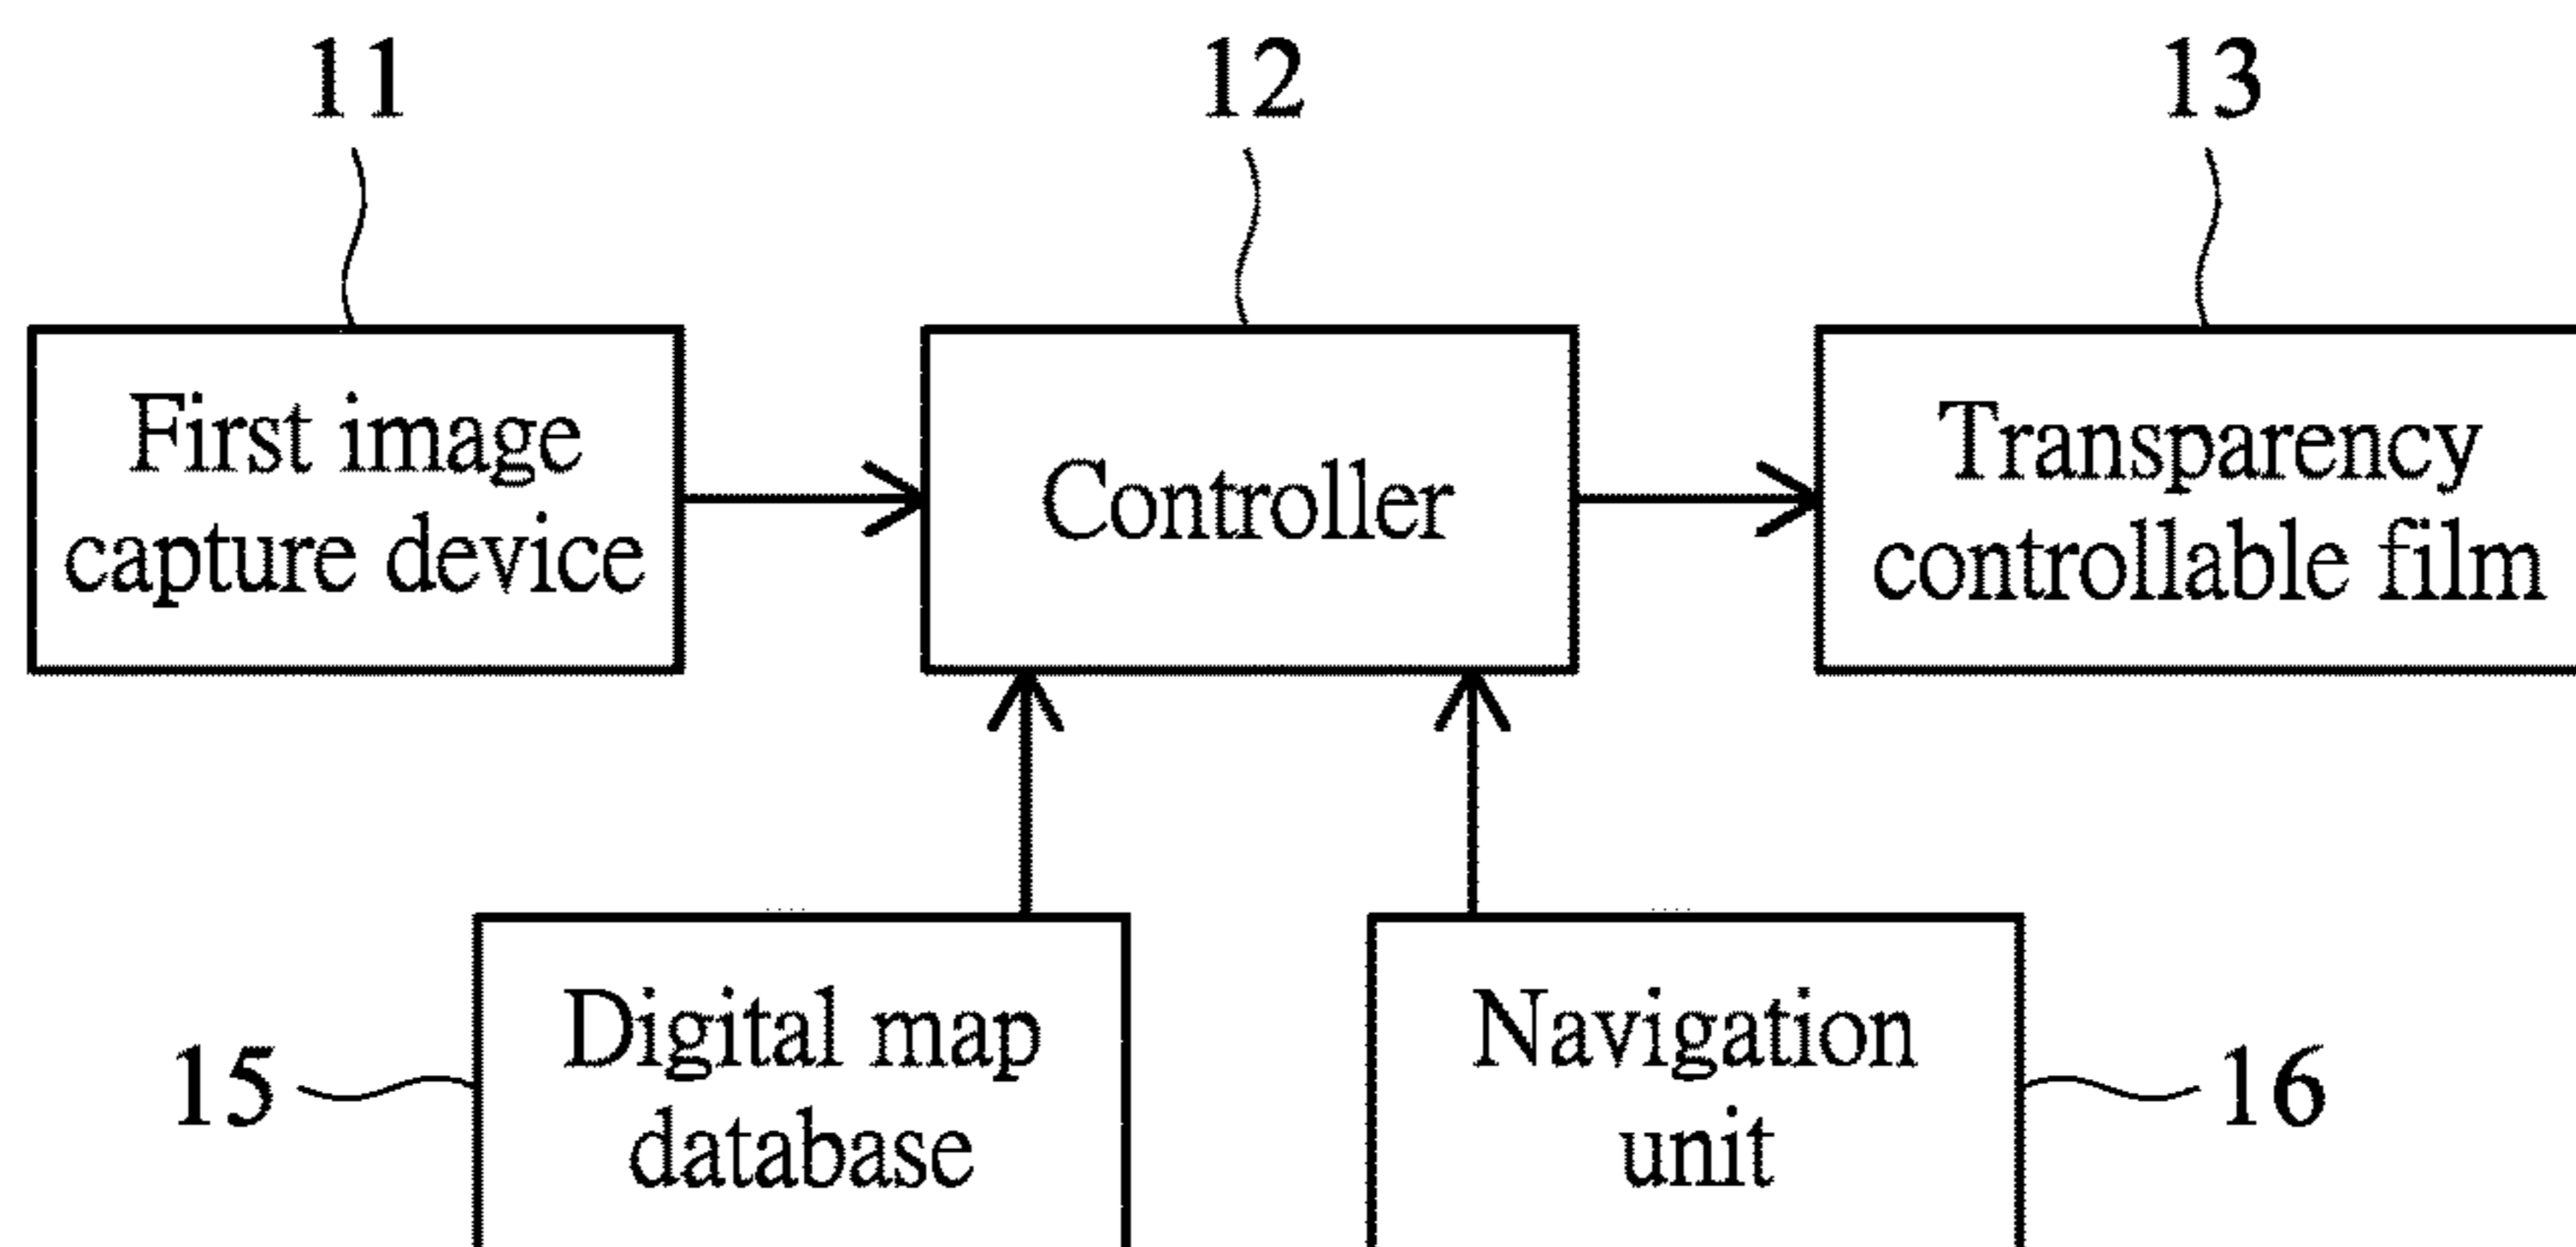 11
12
13
First image
capture device
Controller
Transparency
controllable film
15
Digital map
database
Navigation
unit
16